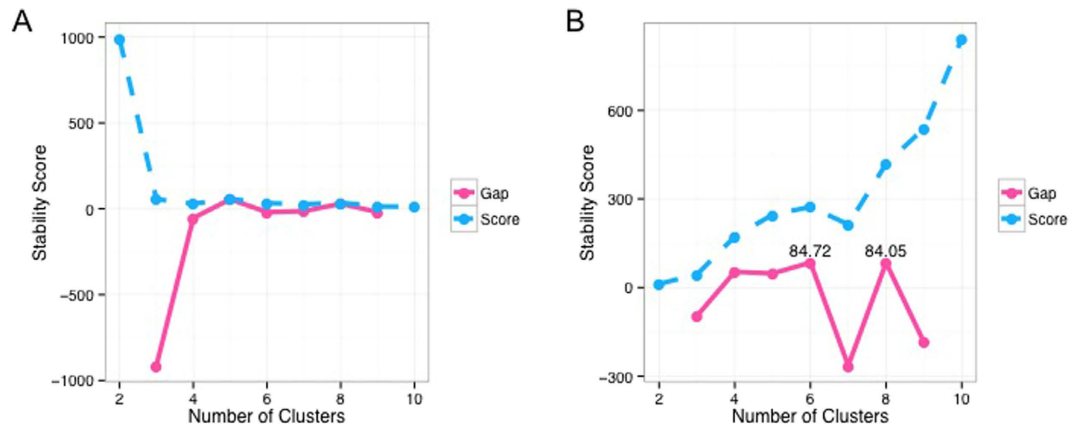 A
Stability Score
1000
500
0
−500
−1000
2
4
6
8
10
Number of Clusters
Gap
Score
B
Stability Score
600
300
0
−300
84.72
84.05
2
4
6
8
10
Number of Clusters
Gap
Score